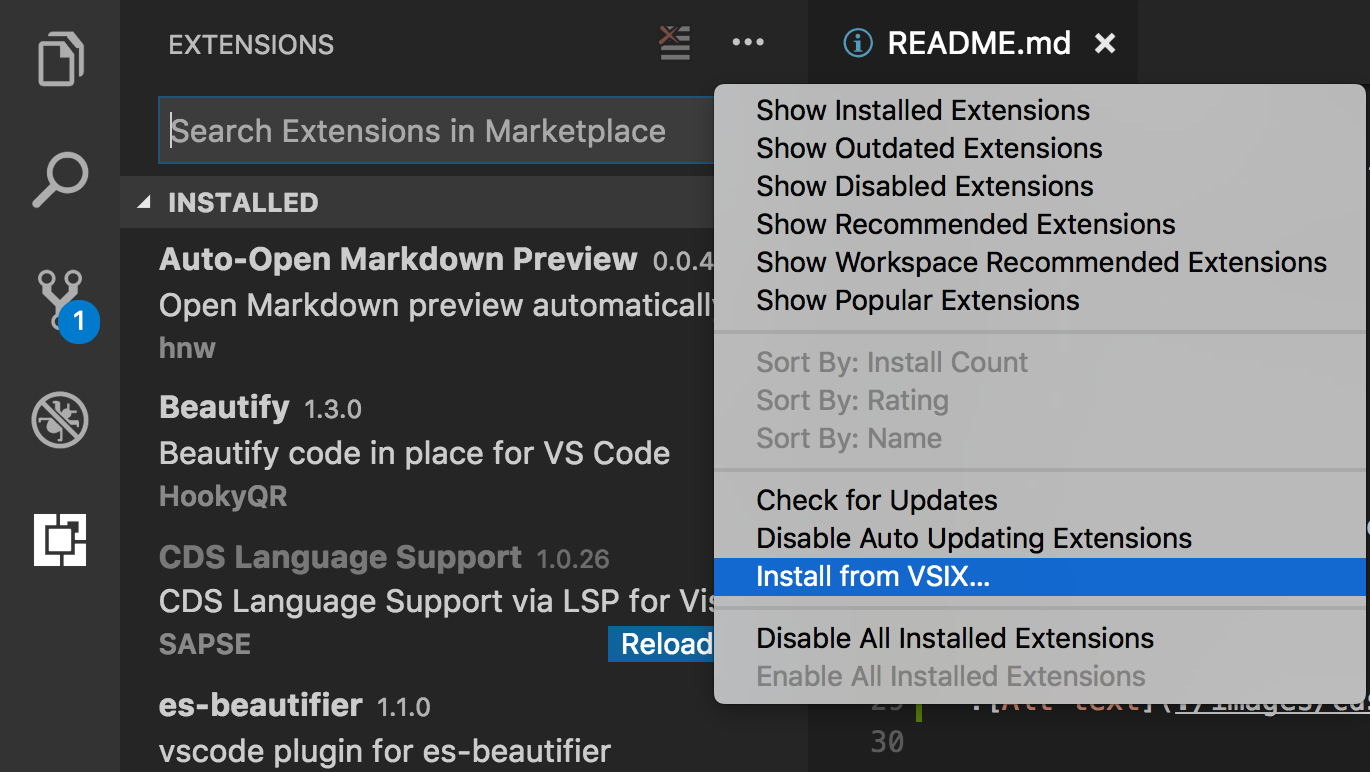 EXTENSIONS
README.md
Search Extensions in Marketplace
INSTALLED
Auto-Open Markdown Preview 0.0.4
Open Markdown preview automatically
hnw
1
Beautify 1.3.0
Beautify code in place for VS Code
HookyQR
CDS Language Support 1.0.26
CDS Language Support via LSP for Vis
SAPSE
Reload
es-beautifier 1.1.0
vscode plugin for es-beautifier
Show Installed Extensions
Show Outdated Extensions
Show Disabled Extensions
Show Recommended Extensions
Show Workspace Recommended Extensions
Show Popular Extensions
Sort By: Install Count
Sort By: Rating
Sort By: Name
Check for Updates
Disable Auto Updating Extensions
Install from VSIX...
Disable All Installed Extensions
Enable All Installed Extensions
30